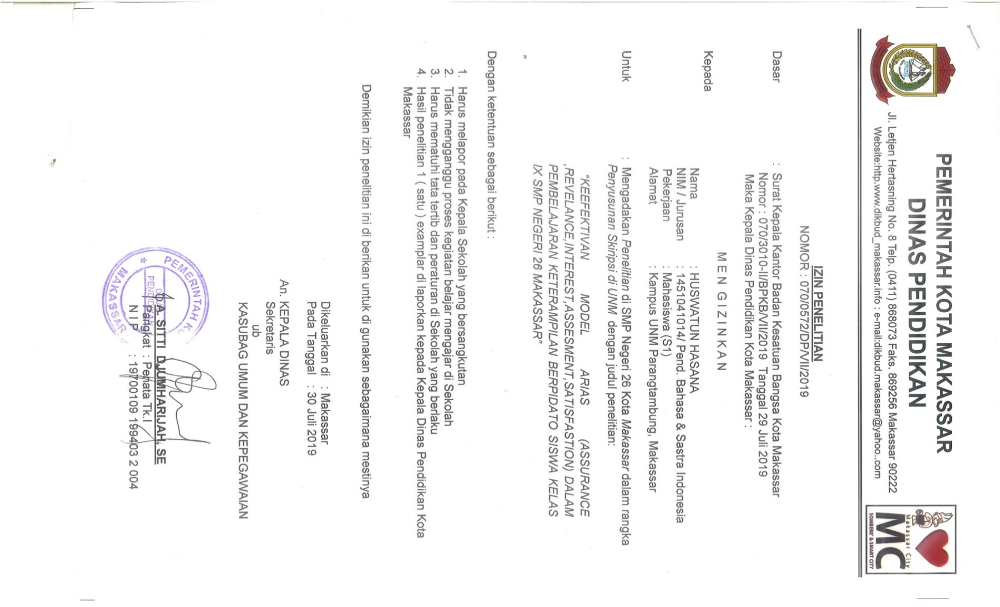 PEMERINTAH KOTA MAKASSAR
DINAS PENDIDIKAN
Jl. Letjen Hertasning No. 8 Telp. (0411) 868073 Faks. 869256 Makassar 90222
Website:http.www.dikbud_makassar.info : e-mail:dikbud.makassar@yahoo.com
Makassar City
MC
SOMBERE' & SMART CITY
IZIN PENELITIAN
NOMOR : 070/0572/DP/VII/2019
Dasar : Surat Kepala Kantor Badan Kesatuan Bangsa Kota Makassar
Nomor : 070/3010-II/BPKB/VII/2019 Tanggal 29 Juli 2019
Maka Kepala Dinas Pendidikan Kota Makassar :
M E N G I Z I N K A N
Kepada
Nama : HUSWATUN HASANA
NIM / Jurusan : 1451041014/ Pend. Bahasa & Sastra Indonesia
Pekerjaan : Mahasiswa (S1)
Alamat : Kampus UNM Parangtambung, Makassar
Untuk : Mengadakan Penelitian di SMP Negeri 26 Kota Makassar dalam rangka
Penyusunan Skiripsi di UNM dengan judul penelitian:
“KEEFEKTIVAN MODEL ARIAS (ASSURANCE
,REVELANCE,INTEREST,ASSESMENT,SATISFASTION) DALAM
PEMBELAJARAN KETERAMPILAN BERPIDATO SISWA KELAS
IX SMP NEGERI 26 MAKASSAR”
”
Dengan ketentuan sebagai berikut :
1. Harus melapor pada Kepala Sekolah yang bersangkutan
2. Tidak mengganggu proses kegiatan belajar mengajar di Sekolah
3. Harus mematuhi tata tertib dan peraturan di Sekolah yang berlaku
4. Hasil penelitian 1 ( satu ) examplar di laporkan kepada Kepala Dinas Pendidikan Kota
Makassar
Demikian izin penelitian ini di berikan untuk di gunakan sebagaimana mestinya
Dikeluarkan di : Makassar
Pada Tanggal : 30 Juli 2019
An. KEPALA DINAS
Sekretaris
ub
KASUBAG UMUM DAN KEPEGAWAIAN
PEMERINTAH K
PENDIDIKAN
MAKASSAR
A. SITTI DJUMHARIJAH, SE
Pangkat : Penata Tk.I
N I P : 19700109 199403 2 004